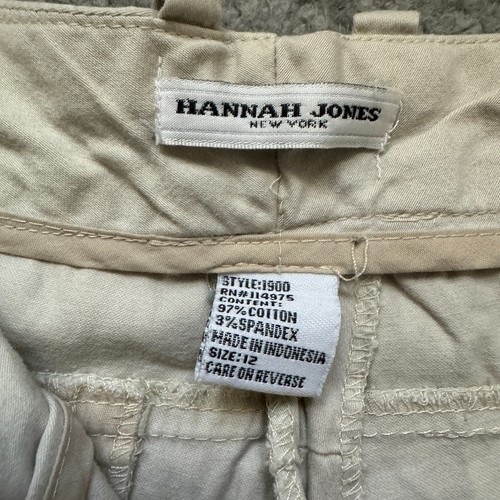 HANNAH JONES
NEW YORK
STYLE:1900
RN#114975
CONTENT:
97%COTTON
3%SPANDEX
MADE IN INDONESIA
SIZE:12
CARE ON REVERSE